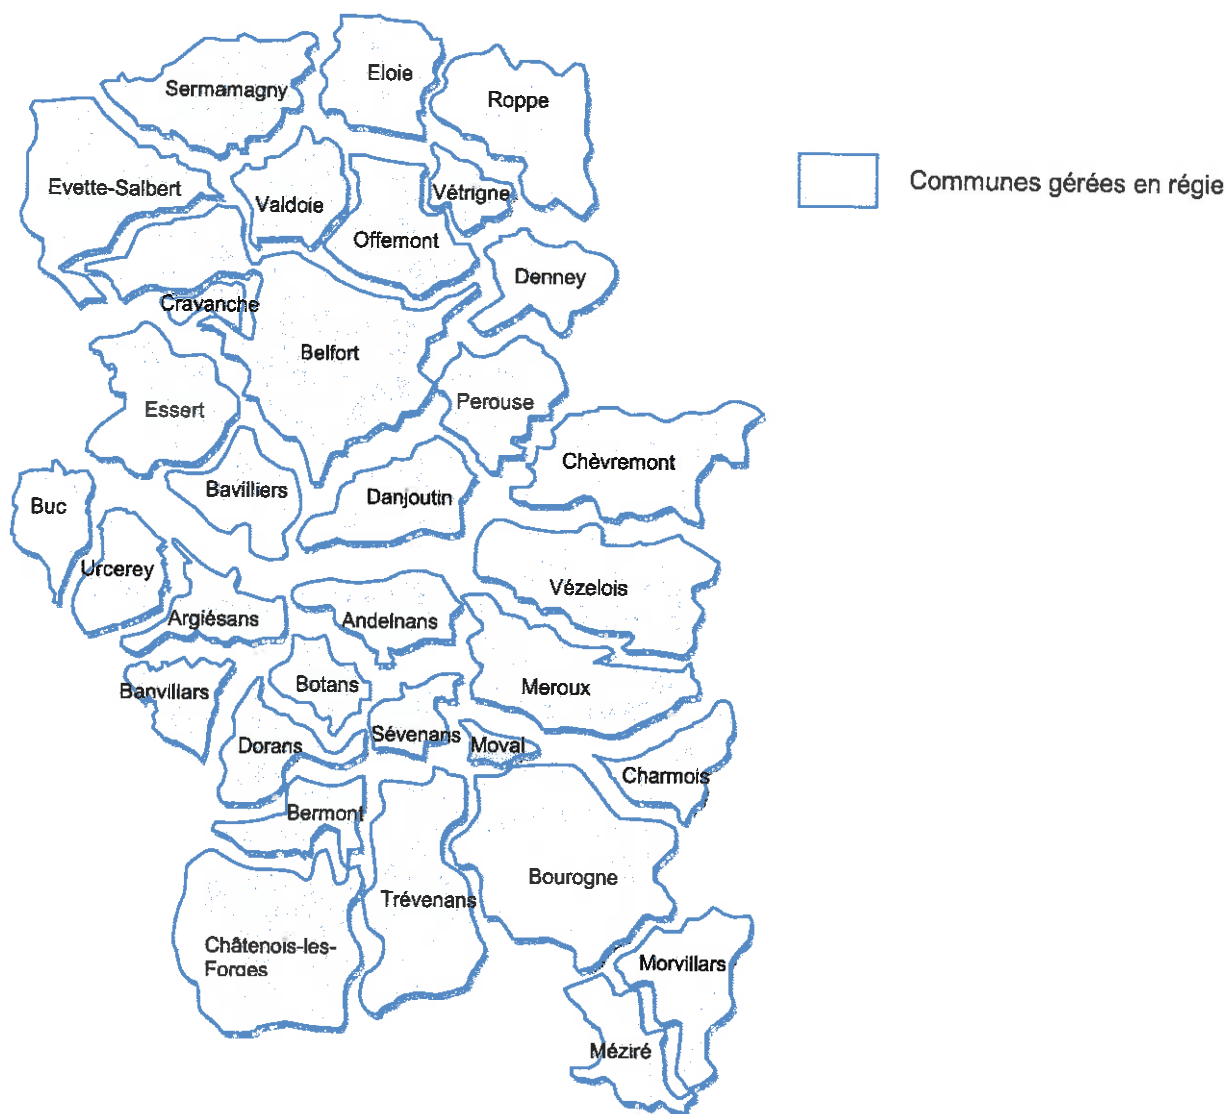 Eloie
Sermamagny
Roppe
Communes gérées en régie
Evette-Salbert
Vétrigne
Valdoie
Offemont
Denney
Cravanche
Belfort
Perouse
Essert
Chèvremont
Bavilliers
Danjoutin
Buc
Urcerey
Vézelois
Argiésans
Andelnans
Botans
Meroux
Banvillars
Sévenans
Dorans
Moval
Charmois
Bermont
Bourogne
Trévenans
Châtenois-les-
Forges
Morvillars
Méziré